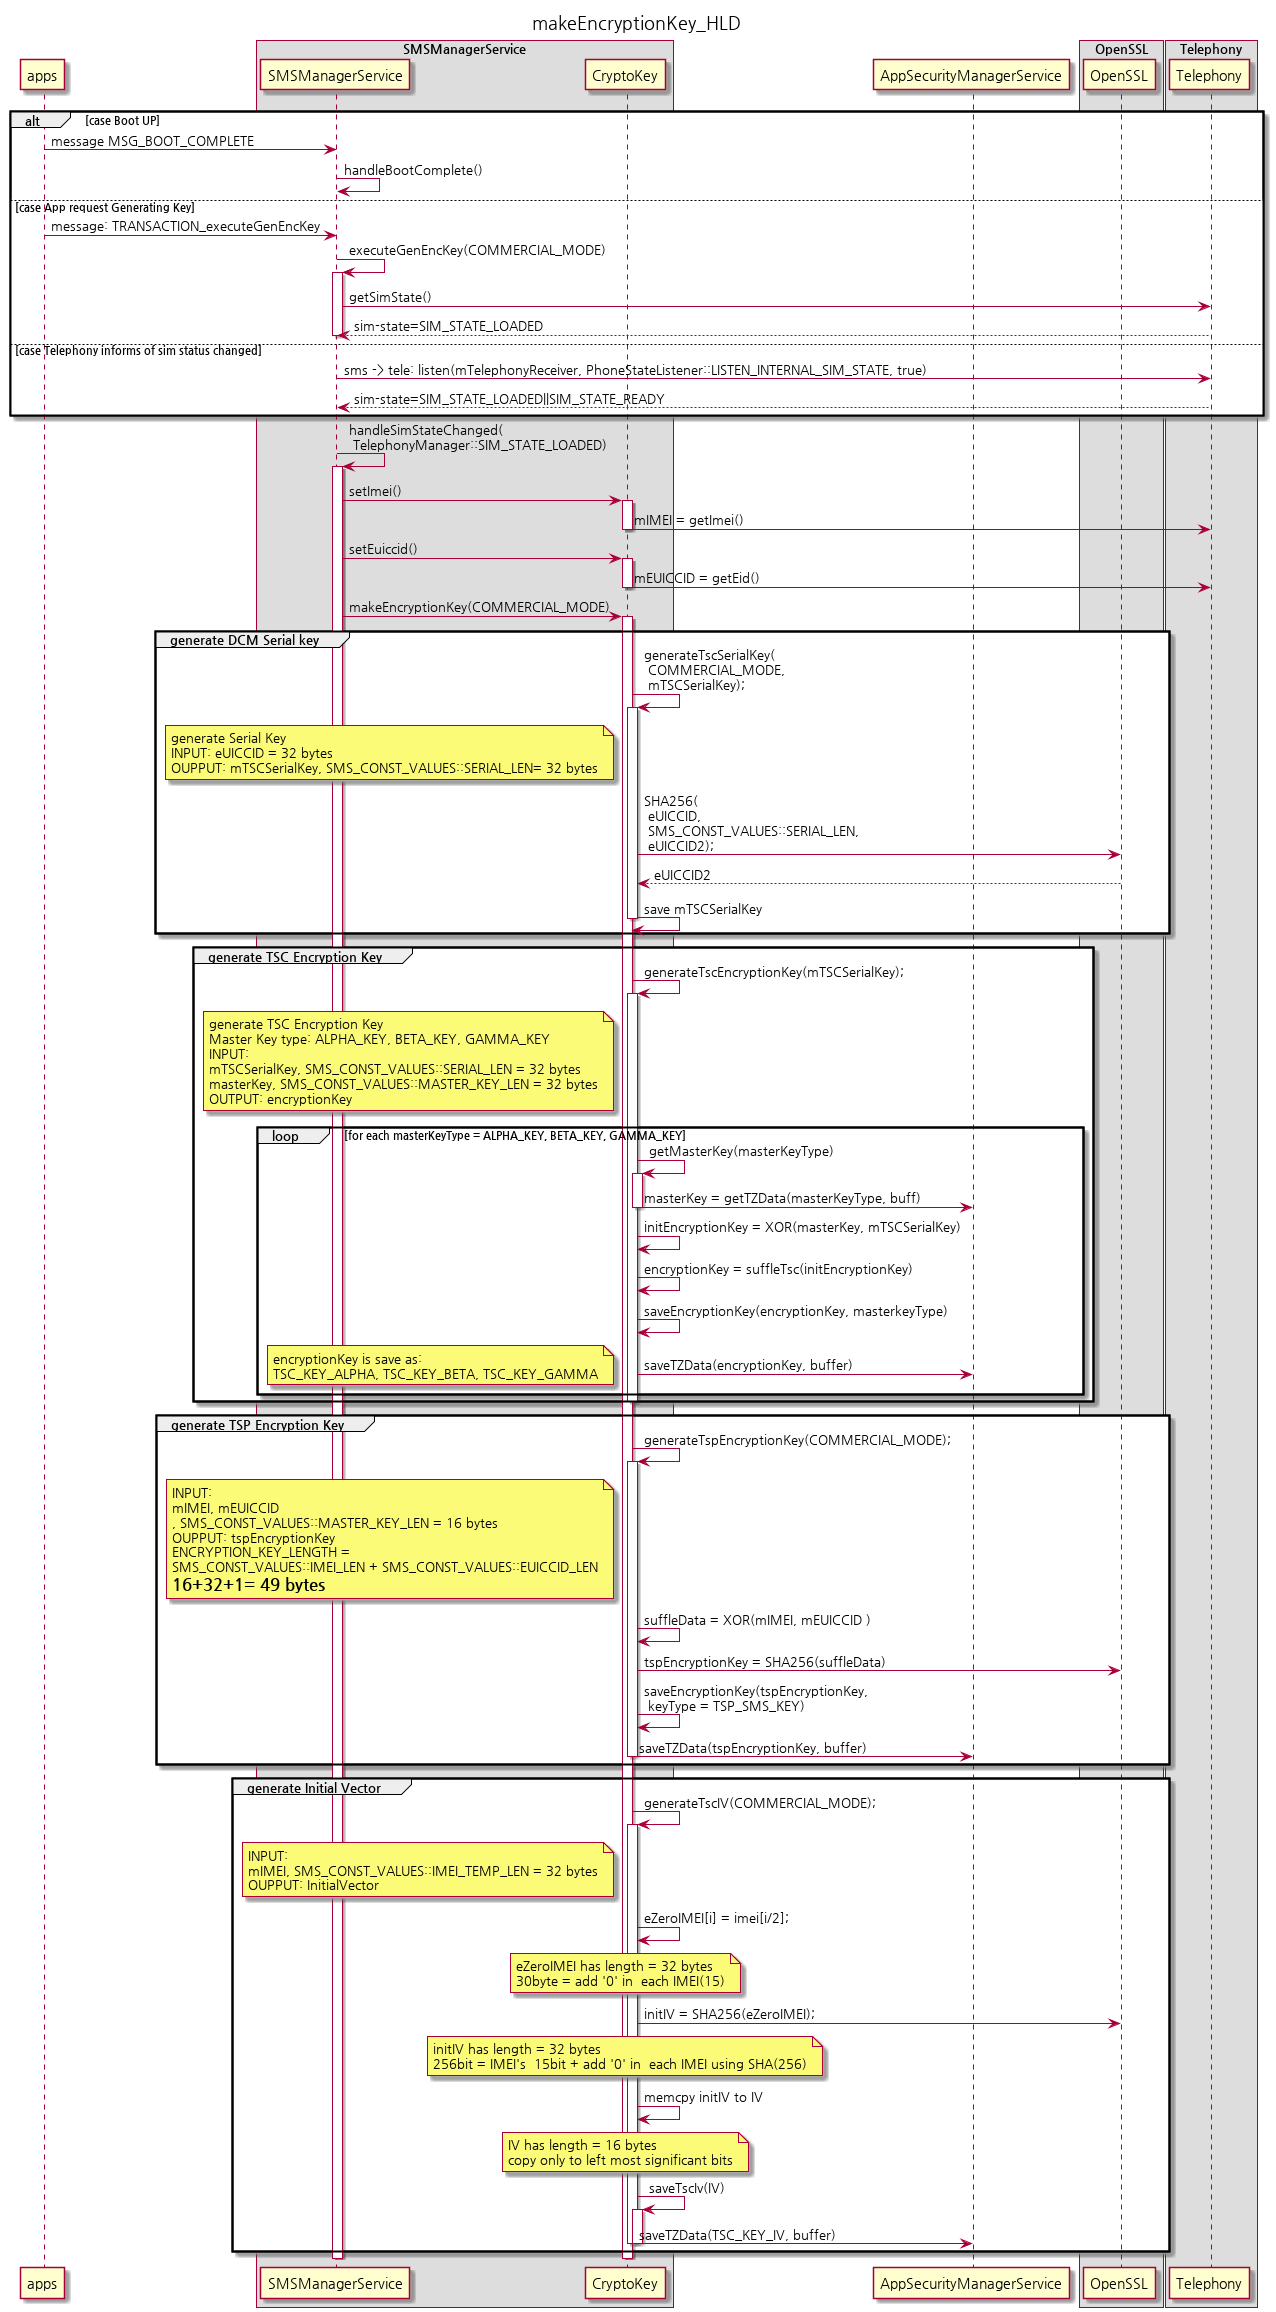 makeEncryptionKey_HLD
SMSManagerService
OpenSSL
Telephony
apps
SMSManagerService
CryptoKey
AppSecurityManagerService
OpenSSL
Telephony
alt
[case Boot UP]
message MSG_BOOT_COMPLETE
handleBootComplete()
[case App request Generating Key]
message: TRANSACTION_executeGenEncKey
executeGenEncKey(COMMERCIAL_MODE)
getSimState()
sim-state=SIM_STATE_LOADED
[case Telephony informs of sim status changed]
sms -> tele: listen(mTelephonyReceiver, PhoneStateListener::LISTEN_INTERNAL_SIM_STATE, true)
sim-state=SIM_STATE_LOADED||SIM_STATE_READY
handleSimStateChanged(
TelephonyManager::SIM_STATE_LOADED)
setImei()
mIMEI = getImei()
setEuiccid()
mEUICCID = getEid()
makeEncryptionKey(COMMERCIAL_MODE)
generate DCM Serial key
generateTscSerialKey(
COMMERCIAL_MODE,
mTSCSerialKey);
generate Serial Key
INPUT: eUICCID = 32 bytes
OUPPUT: mTSCSerialKey, SMS_CONST_VALUES::SERIAL_LEN= 32 bytes
SHA256(
eUICCID,
SMS_CONST_VALUES::SERIAL_LEN,
eUICCID2);
eUICCID2
save mTSCSerialKey
generate TSC Encryption Key
generateTscEncryptionKey(mTSCSerialKey);
generate TSC Encryption Key
Master Key type: ALPHA_KEY, BETA_KEY, GAMMA_KEY
INPUT:
mTSCSerialKey, SMS_CONST_VALUES::SERIAL_LEN = 32 bytes
masterKey, SMS_CONST_VALUES::MASTER_KEY_LEN = 32 bytes
OUTPUT: encryptionKey
loop
[for each masterKeyType = ALPHA_KEY, BETA_KEY, GAMMA_KEY]
getMasterKey(masterKeyType)
masterKey = getTZData(masterKeyType, buff)
initEncryptionKey = XOR(masterKey, mTSCSerialKey)
encryptionKey = suffleTsc(initEncryptionKey)
saveEncryptionKey(encryptionKey, masterkeyType)
encryptionKey is save as:
TSC_KEY_ALPHA, TSC_KEY_BETA, TSC_KEY_GAMMA
saveTZData(encryptionKey, buffer)
generate TSP Encryption Key
generateTspEncryptionKey(COMMERCIAL_MODE);
INPUT:
mIMEI, mEUICCID
, SMS_CONST_VALUES::MASTER_KEY_LEN = 16 bytes
OUPPUT: tspEncryptionKey
ENCRYPTION_KEY_LENGTH =
SMS_CONST_VALUES::IMEI_LEN + SMS_CONST_VALUES::EUICCID_LEN
16+32+1= 49 bytes
suffleData = XOR(mIMEI, mEUICCID )
tspEncryptionKey = SHA256(suffleData)
saveEncryptionKey(tspEncryptionKey,
keyType = TSP_SMS_KEY)
saveTZData(tspEncryptionKey, buffer)
generate Initial Vector
generateTscIV(COMMERCIAL_MODE);
INPUT:
mIMEI, SMS_CONST_VALUES::IMEI_TEMP_LEN = 32 bytes
OUPPUT: InitialVector
eZeroIMEI[i] = imei[i/2];
eZeroIMEI has length = 32 bytes
30byte = add '0' in  each IMEI(15)
initIV = SHA256(eZeroIMEI);
initIV has length = 32 bytes
256bit = IMEI's  15bit + add '0' in  each IMEI using SHA(256)
memcpy initIV to IV
IV has length = 16 bytes
copy only to left most significant bits
saveTscIv(IV)
saveTZData(TSC_KEY_IV, buffer)
apps
SMSManagerService
CryptoKey
AppSecurityManagerService
OpenSSL
Telephony